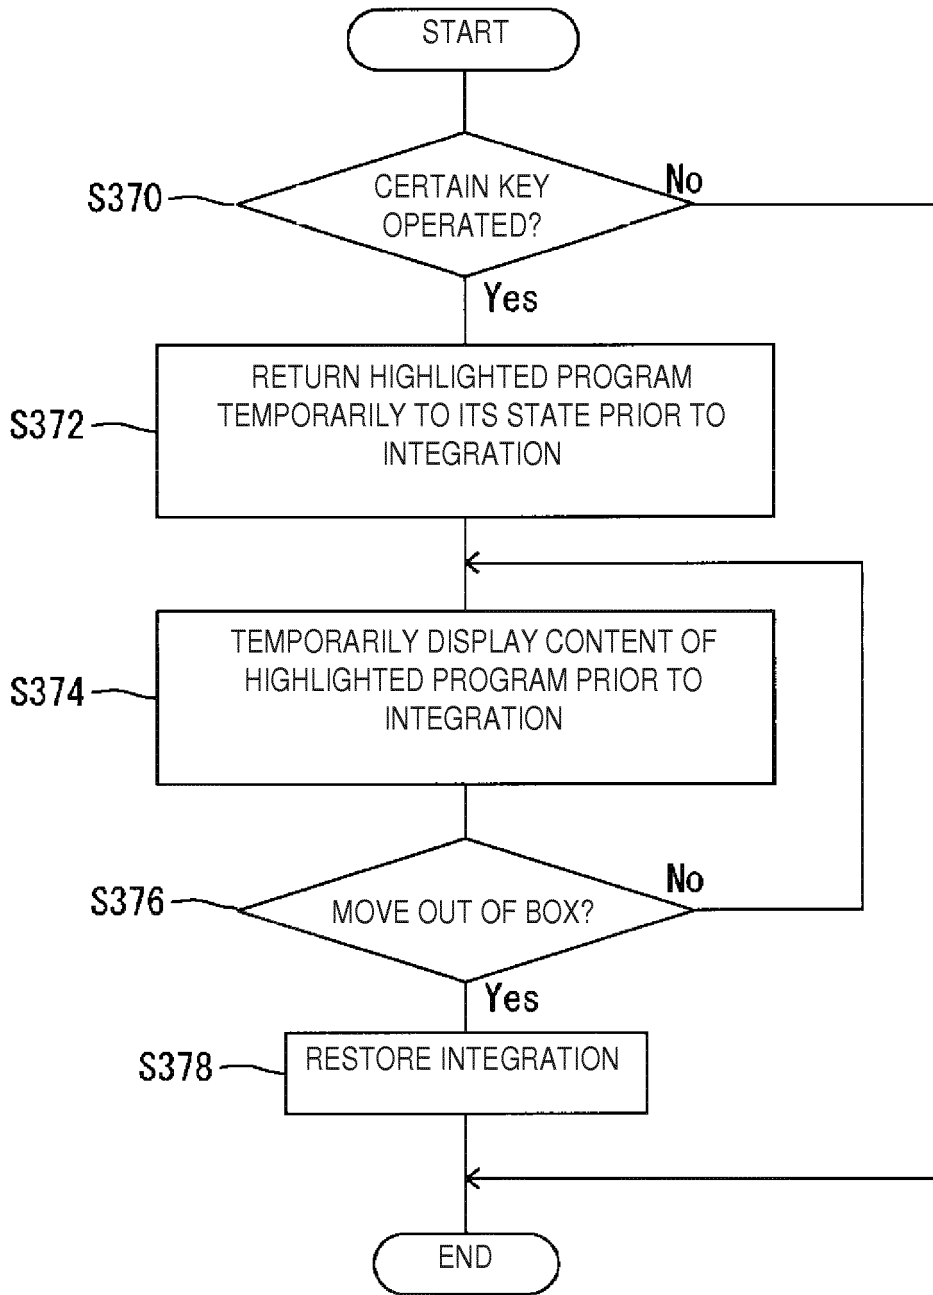 START
CERTAIN KEY
OPERATED?
No
S370
Yes
RETURN HIGHLIGHTED PROGRAM
TEMPORARILY TO ITS STATE PRIOR TO
INTEGRATION
S372
TEMPORARILY DISPLAY CONTENT OF
HIGHLIGHTED PROGRAM PRIOR TO
INTEGRATION
S374
No
S376
MOVE OUT OF BOX?
Yes
S378
RESTORE INTEGRATION
END